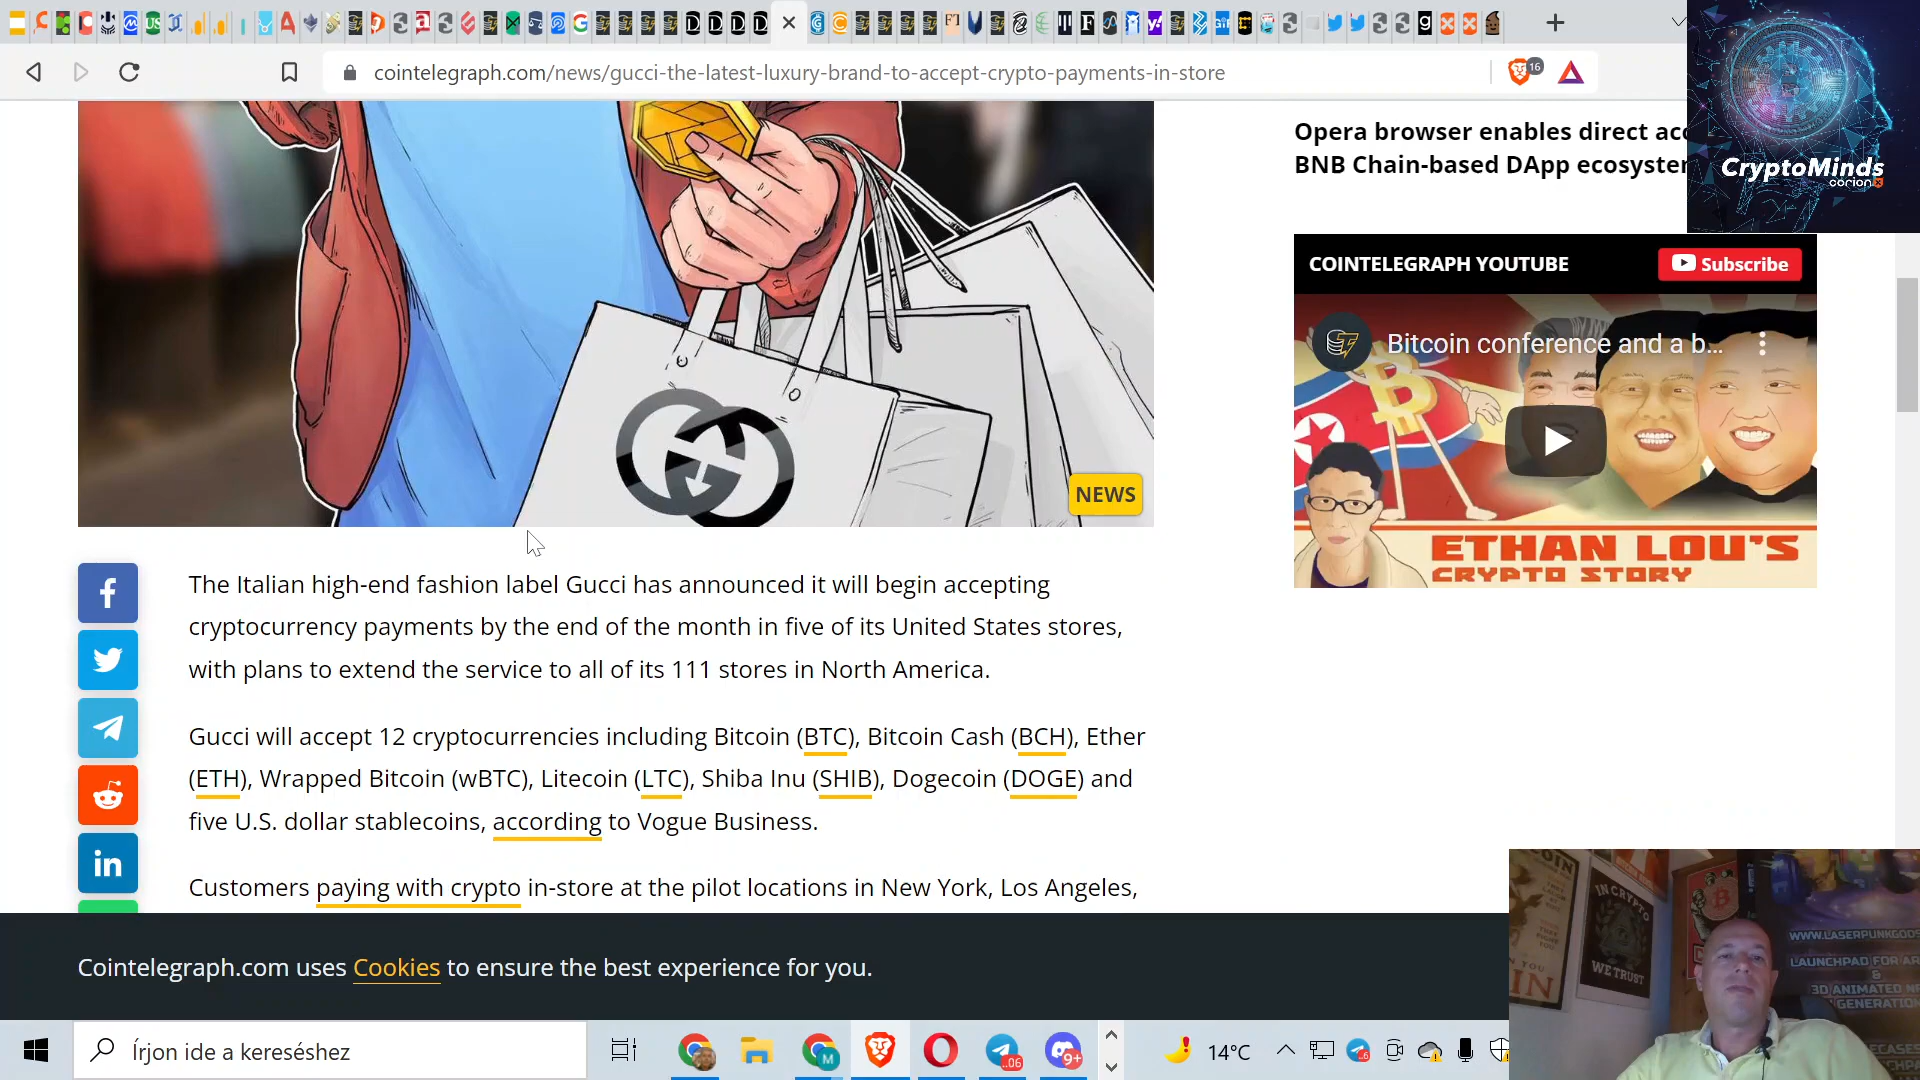 cointelegraph.com/news/gucci-the-latest-luxury-brand-to-accept-crypto-payments-in-store
16
CryptoMinds
corion
Opera browser enables direct
BNB Chain-based DApp
COINTELEGRAPH YOUTUBE
Subscribe
Bitcoin conference and a b...
ETHAN LOU'S
CRYPTO STORY
NEWS
The Italian high-end fashion label Gucci has announced it will begin accepting
cryptocurrency payments by the end of the month in five of its United States stores,
with plans to extend the service to all of its 111 stores in North America.
Gucci will accept 12 cryptocurrencies including Bitcoin (BTC), Bitcoin Cash (BCH), Ether
(ETH), Wrapped Bitcoin (wBTC), Litecoin (LTC), Shiba Inu (SHIB), Dogecoin (DOGE) and
five U.S. dollar stablecoins, according to Vogue Business.
Customers paying with crypto in-store at the pilot locations in New York, Los Angeles,
Cointelegraph.com uses Cookies to ensure the best experience for you.
IN CRYPTO
WE TRUST
LAUNCHPAD FOR
&
3D ANIMATED
GENERATION
Írjon ide a kereséshez
9+
14°C